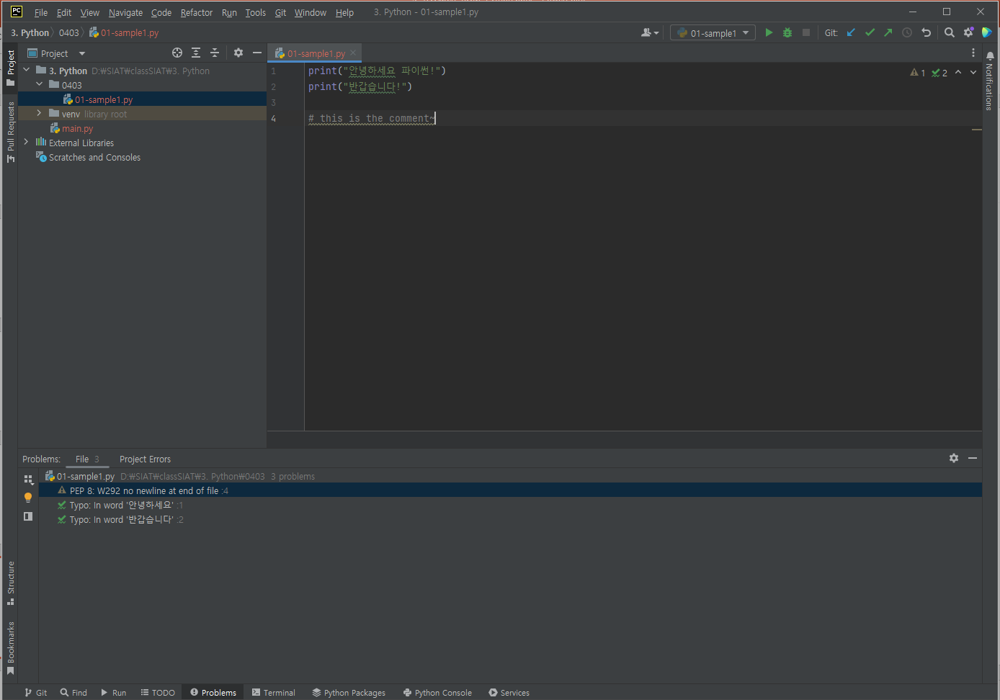 PC File Edit View Navigate Code Refactor Run Tools Git Window Help 3. Python - 01-sample1.py
3. Python 0403 01-sample1.py 01-sample1 Git:
Project
Pull Requests
Structure
Bookmarks
Project
3. Python D:₩SIAT₩classSIAT₩3. Python
0403
01-sample1.py
venv library root
main.py
External Libraries
Scratches and Consoles
01-sample1.py
1 print("안녕하세요 파이썬!")
2 print("반갑습니다!")
3
4 # this is the comment~
1 2
Notifications
Problems: File 3 Project Errors
01-sample1.py D:₩SIAT₩classSIAT₩3. Python₩0403 3 problems
PEP 8: W292 no newline at end of file :4
Typo: In word '안녕하세요' :1
Typo: In word '반갑습니다' :2
Git Find Run TODO Problems Terminal Python Packages Python Console Services